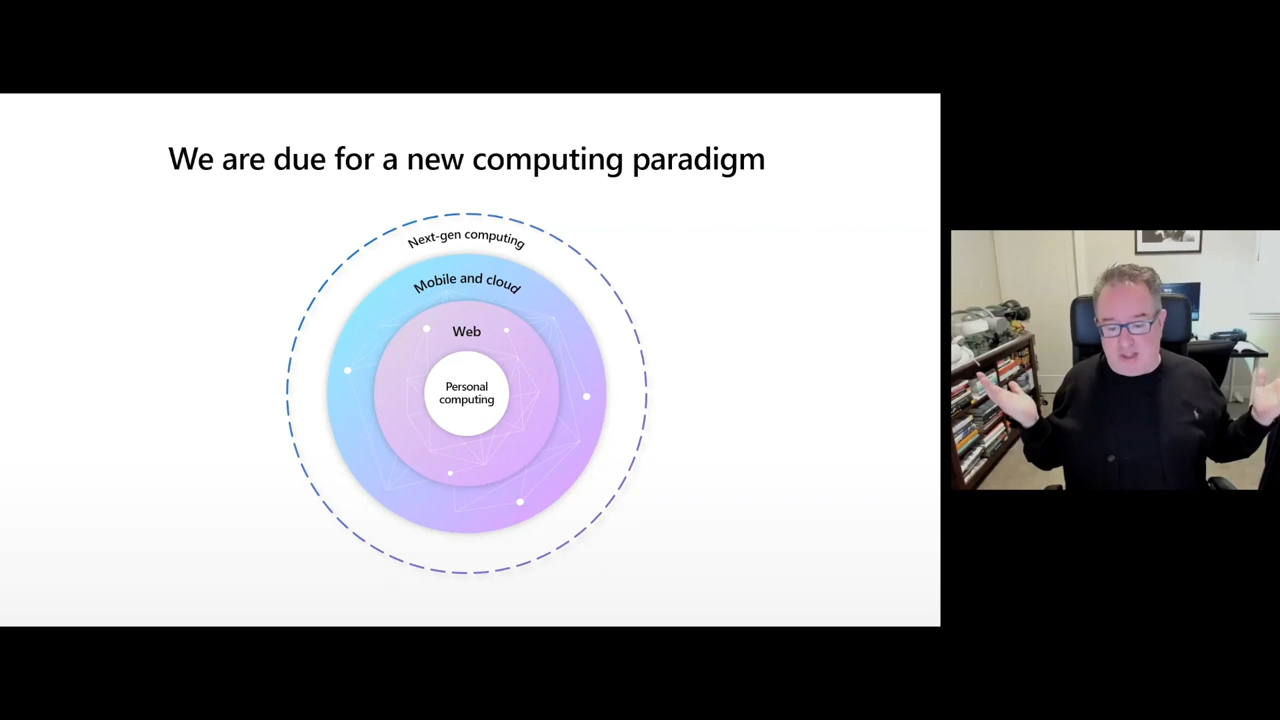 We are due for a new computing paradigm
Next-gen computing
Mobile and cloud
Web
Personal
computing